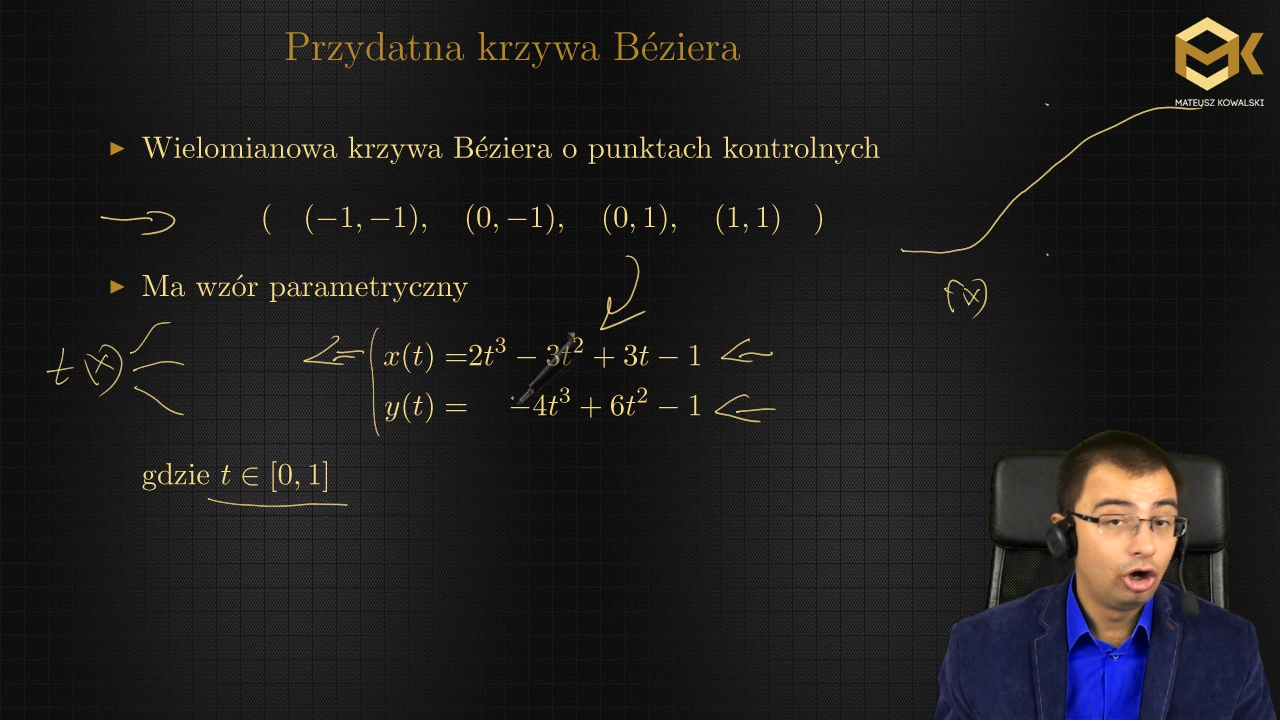 Przydatna krzywa Béziera
MK
MATEUSZ KOWALSKI
▶ Wielomianowa krzywa Béziera o punktach kontrolnych
( (−1, −1), (0, −1), (0, 1), (1, 1) )
▶ Ma wzór parametryczny
f(x)
t(x)
x(t) =2t³ − 3t² + 3t − 1
y(t) = −4t³ + 6t² − 1
gdzie t ∈ [0, 1]